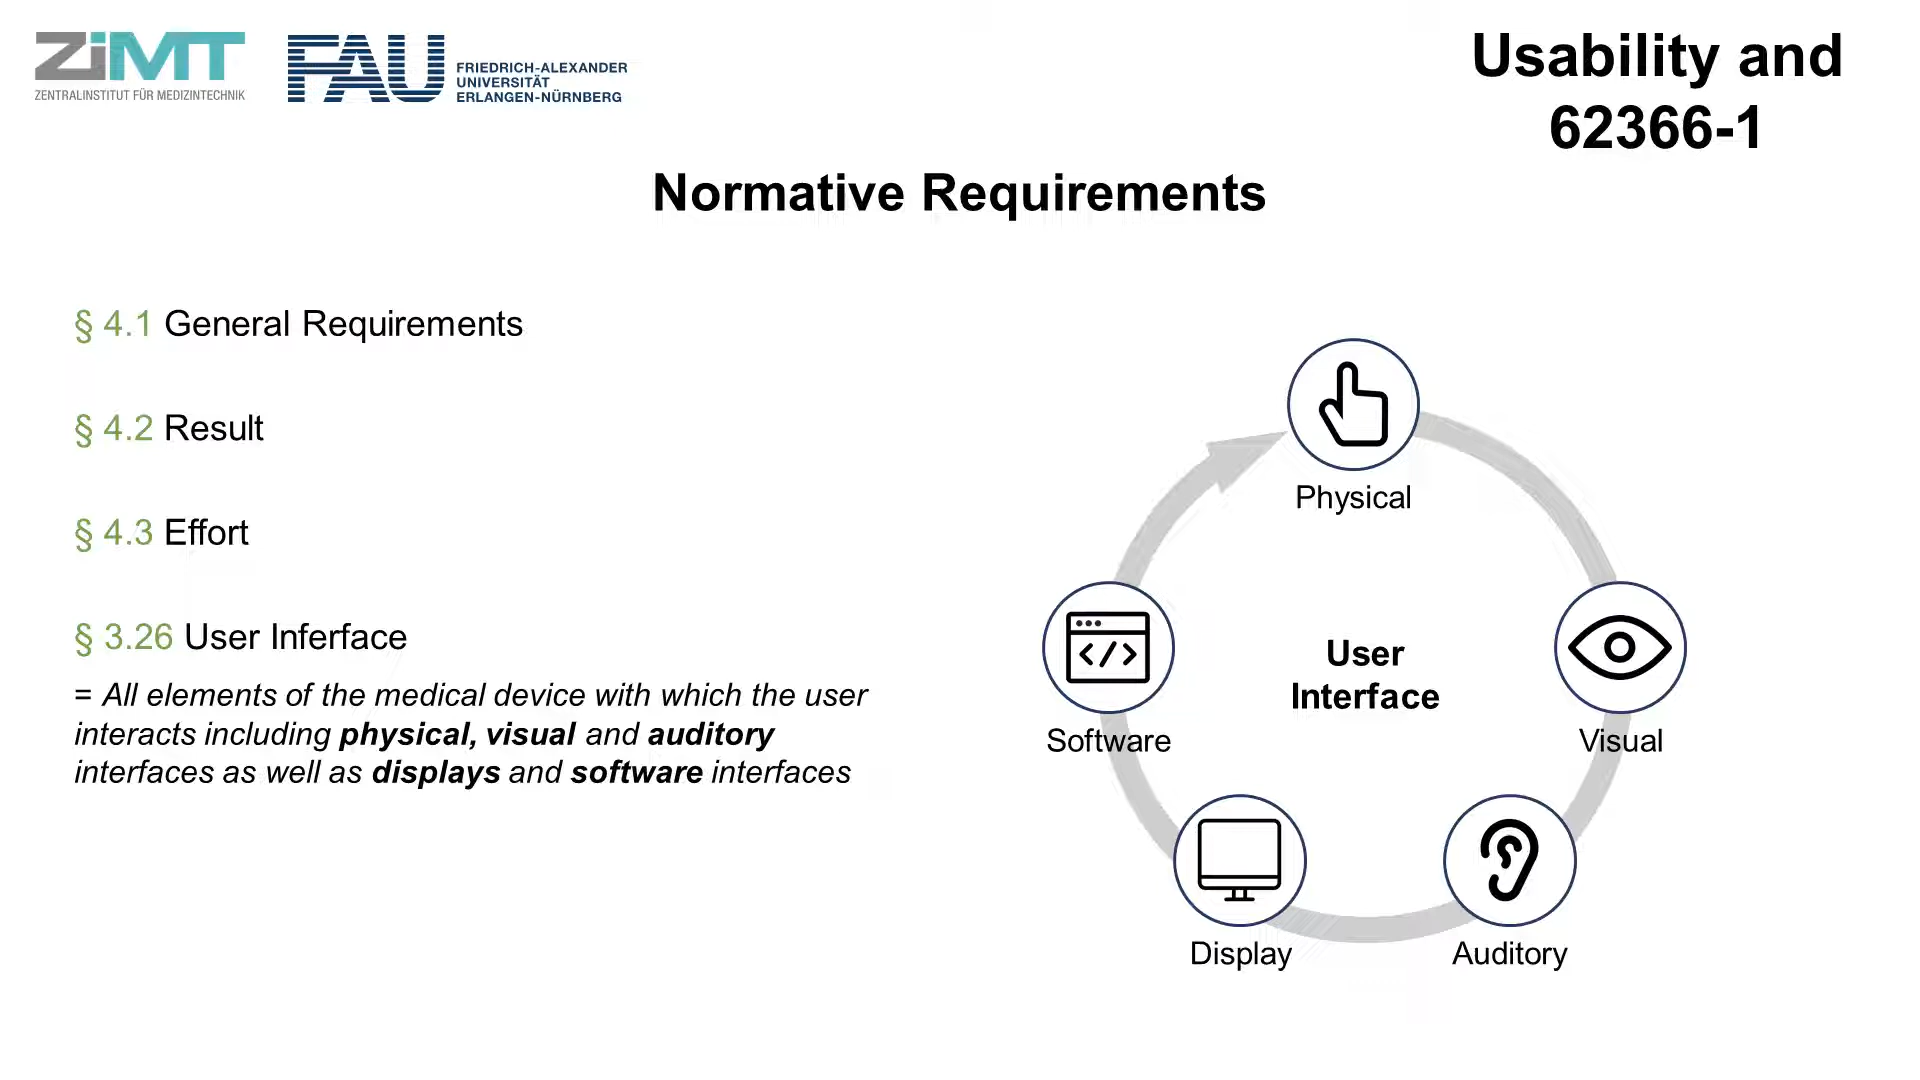 ZiMT
ZENTRALINSTITUT FÜR MEDIZINTECHNIK
FAU
FRIEDRICH-ALEXANDER
UNIVERSITÄT
ERLANGEN-NÜRNBERG
Usability and
62366-1
Normative Requirements
§ 4.1 General Requirements
§ 4.2 Result
§ 4.3 Effort
§ 3.26 User Inferface
= All elements of the medical device with which the user
interacts including physical, visual and auditory
interfaces as well as displays and software interfaces
Physical
Software
User
Interface
Visual
Display
Auditory